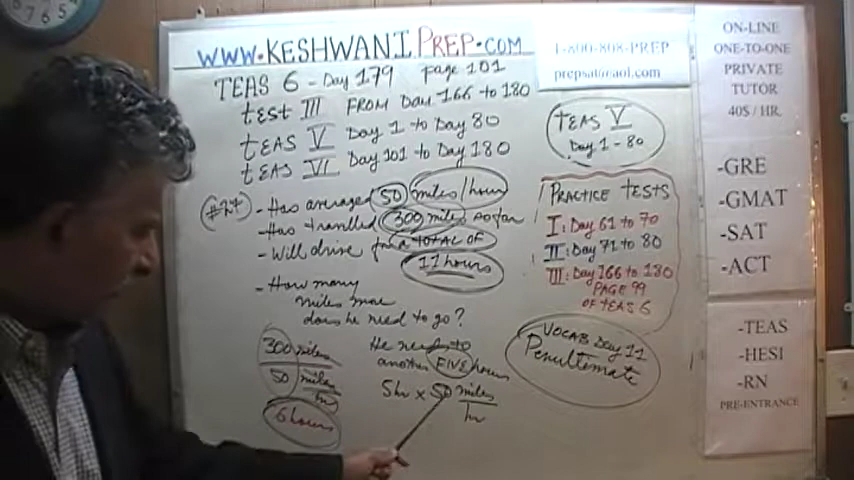 WWW.KESHWANIPREP.COM
1-800-808-PREP
prepsatoraol.com
TEAS 6 - Day 179 Page 101
test III FROM Day 166 to 180
TEAS V Day 1 to Day 80
TEAS VI Day 101 to Day 180
#27 - Has averaged 50 miles/hour
- Has travelled 300 miles so far
- Will drive for a TOTAL OF
11 hours
- How many
miles more
does he need to go?
300 miles
50 miles
hr
6 hours
He needs to
another FIVE hours
5hr x 50 miles
hr
TEAS V
Day 1 - 80
PRACTICE TESTS
I: Day 61 to 70
II: Day 71 to 80
III: Day 166 to 180
PAGE 99
OF TEAS 6
VOCAB Day 11
Penultimate
ON-LINE
ONE-TO-ONE
PRIVATE
TUTOR
40$ / HR.
-GRE
-GMAT
-SAT
-ACT
-TEAS
-HESI
-RN
PRE-ENTRANCE